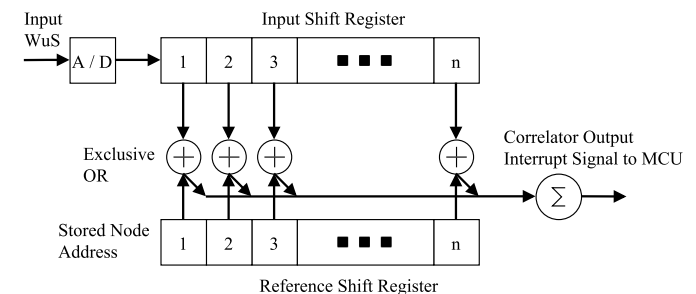 Input
WuS
Input Shift Register
A / D
1 2 3 n
Exclusive
OR
+ + + +
Correlator Output
Interrupt Signal to MCU
Σ
Stored Node
Address
1 2 3 n
Reference Shift Register